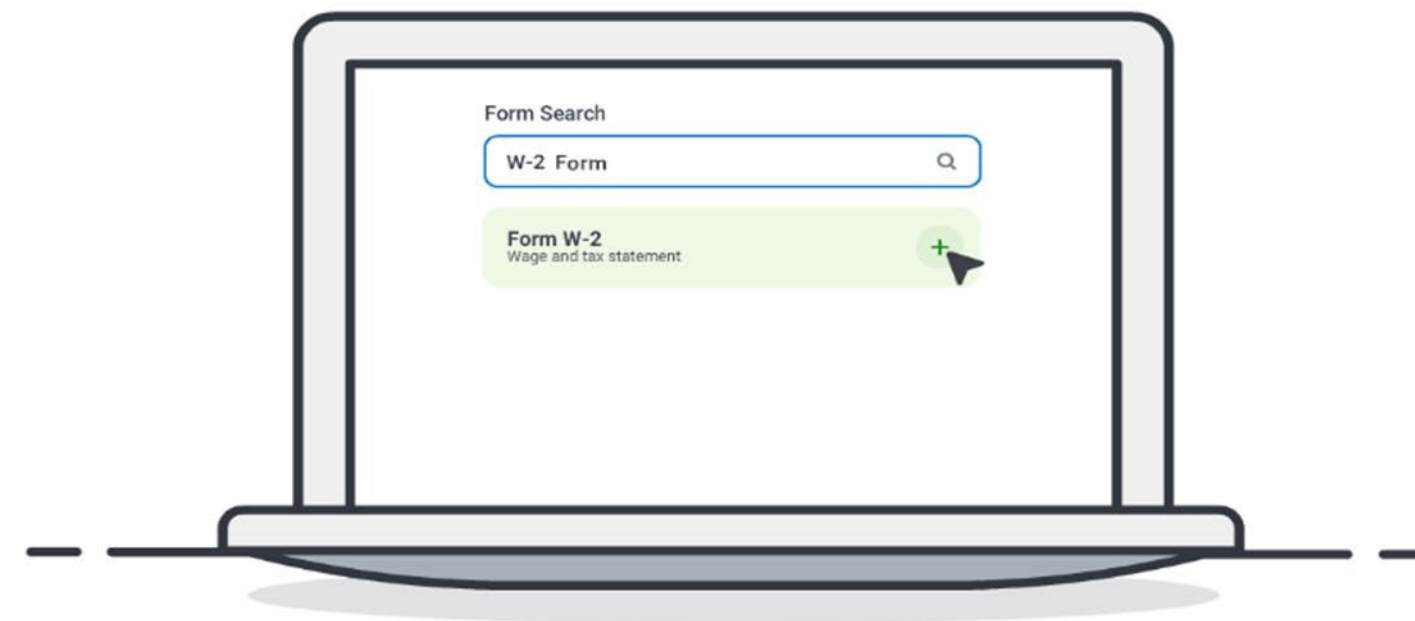 Form Search
W-2 Form
Form W-2
Wage and tax statement